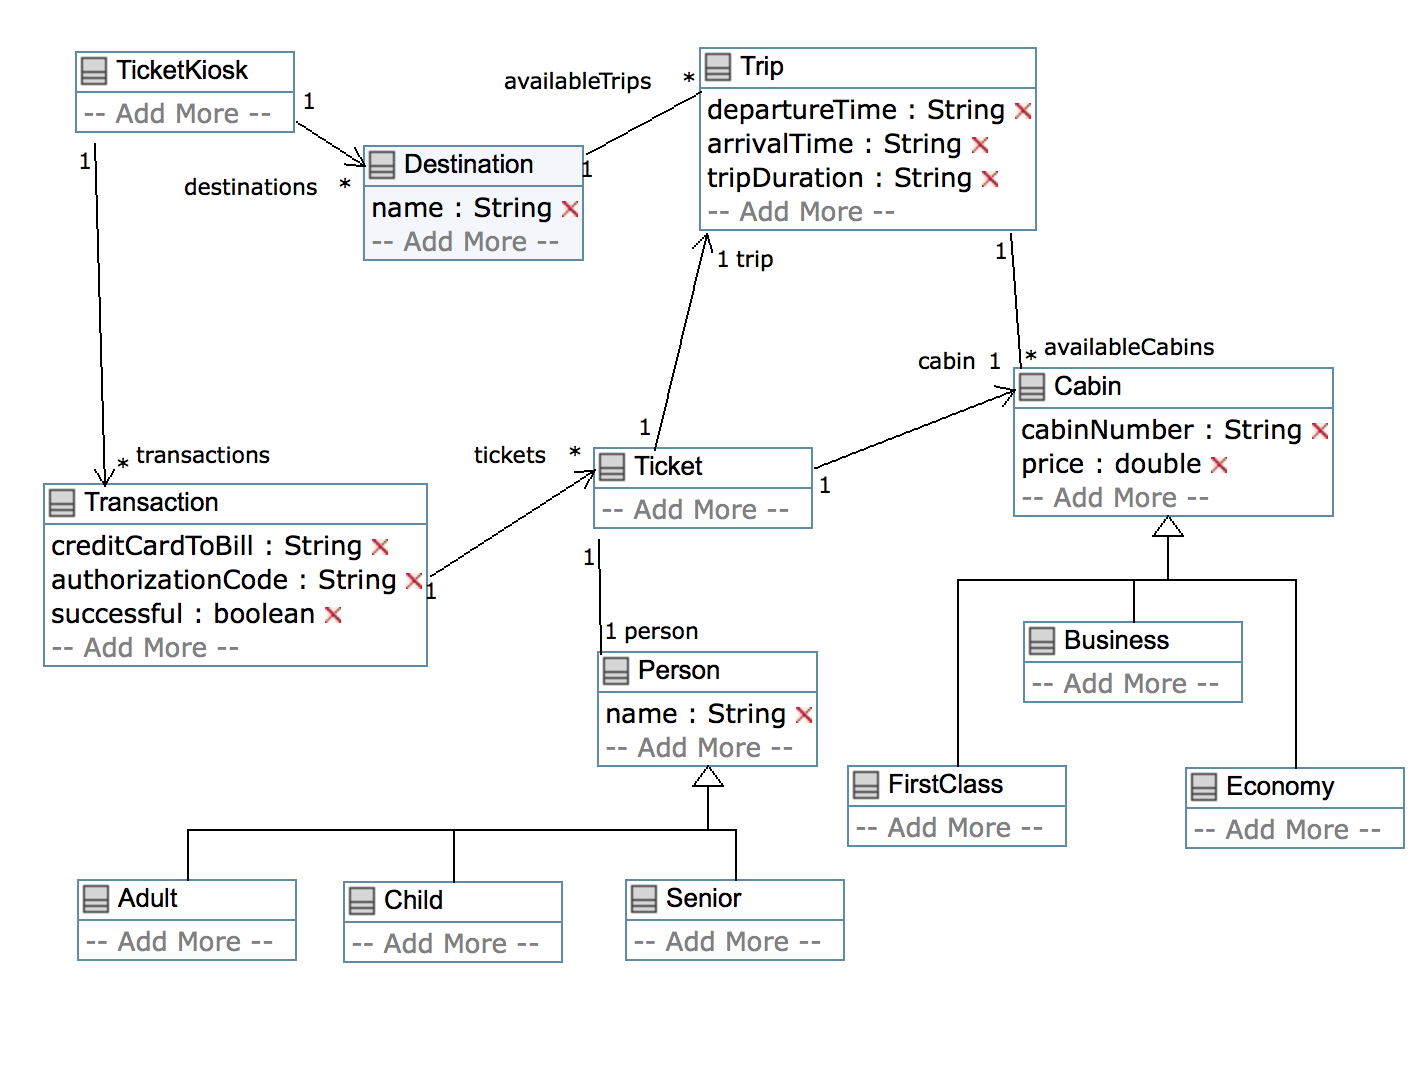 TicketKiosk
-- Add More --
1
1
destinations *
Destination
name : String
-- Add More --
1
availableTrips *
Trip
departureTime : String
arrivalTime : String
tripDuration : String
-- Add More --
1 trip
1
* availableCabins
cabin 1
Cabin
cabinNumber : String
price : double
-- Add More --
* transactions
Transaction
creditCardToBill : String
authorizationCode : String
successful : boolean
-- Add More --
1
tickets *
1
Ticket
-- Add More --
1
1
1 person
Person
name : String
-- Add More --
Business
-- Add More --
FirstClass
-- Add More --
Economy
-- Add More --
Adult
-- Add More --
Child
-- Add More --
Senior
-- Add More --